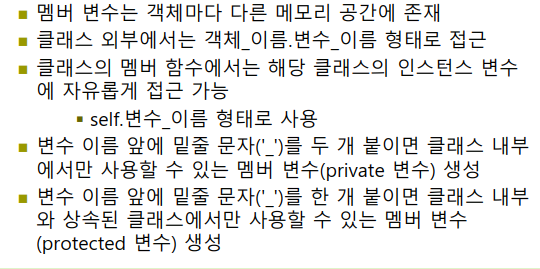 멤버 변수는 객체마다 다른 메모리 공간에 존재
클래스 외부에서는 객체_이름.변수_이름 형태로 접근
클래스의 멤버 함수에서는 해당 클래스의 인스턴스 변수
에 자유롭게 접근 가능
self.변수_이름 형태로 사용
변수 이름 앞에 밑줄 문자('_')를 두 개 붙이면 클래스 내부
에서만 사용할 수 있는 멤버 변수(private 변수) 생성
변수 이름 앞에 밑줄 문자('_')를 한 개 붙이면 클래스 내부
와 상속된 클래스에서만 사용할 수 있는 멤버 변수
(protected 변수) 생성